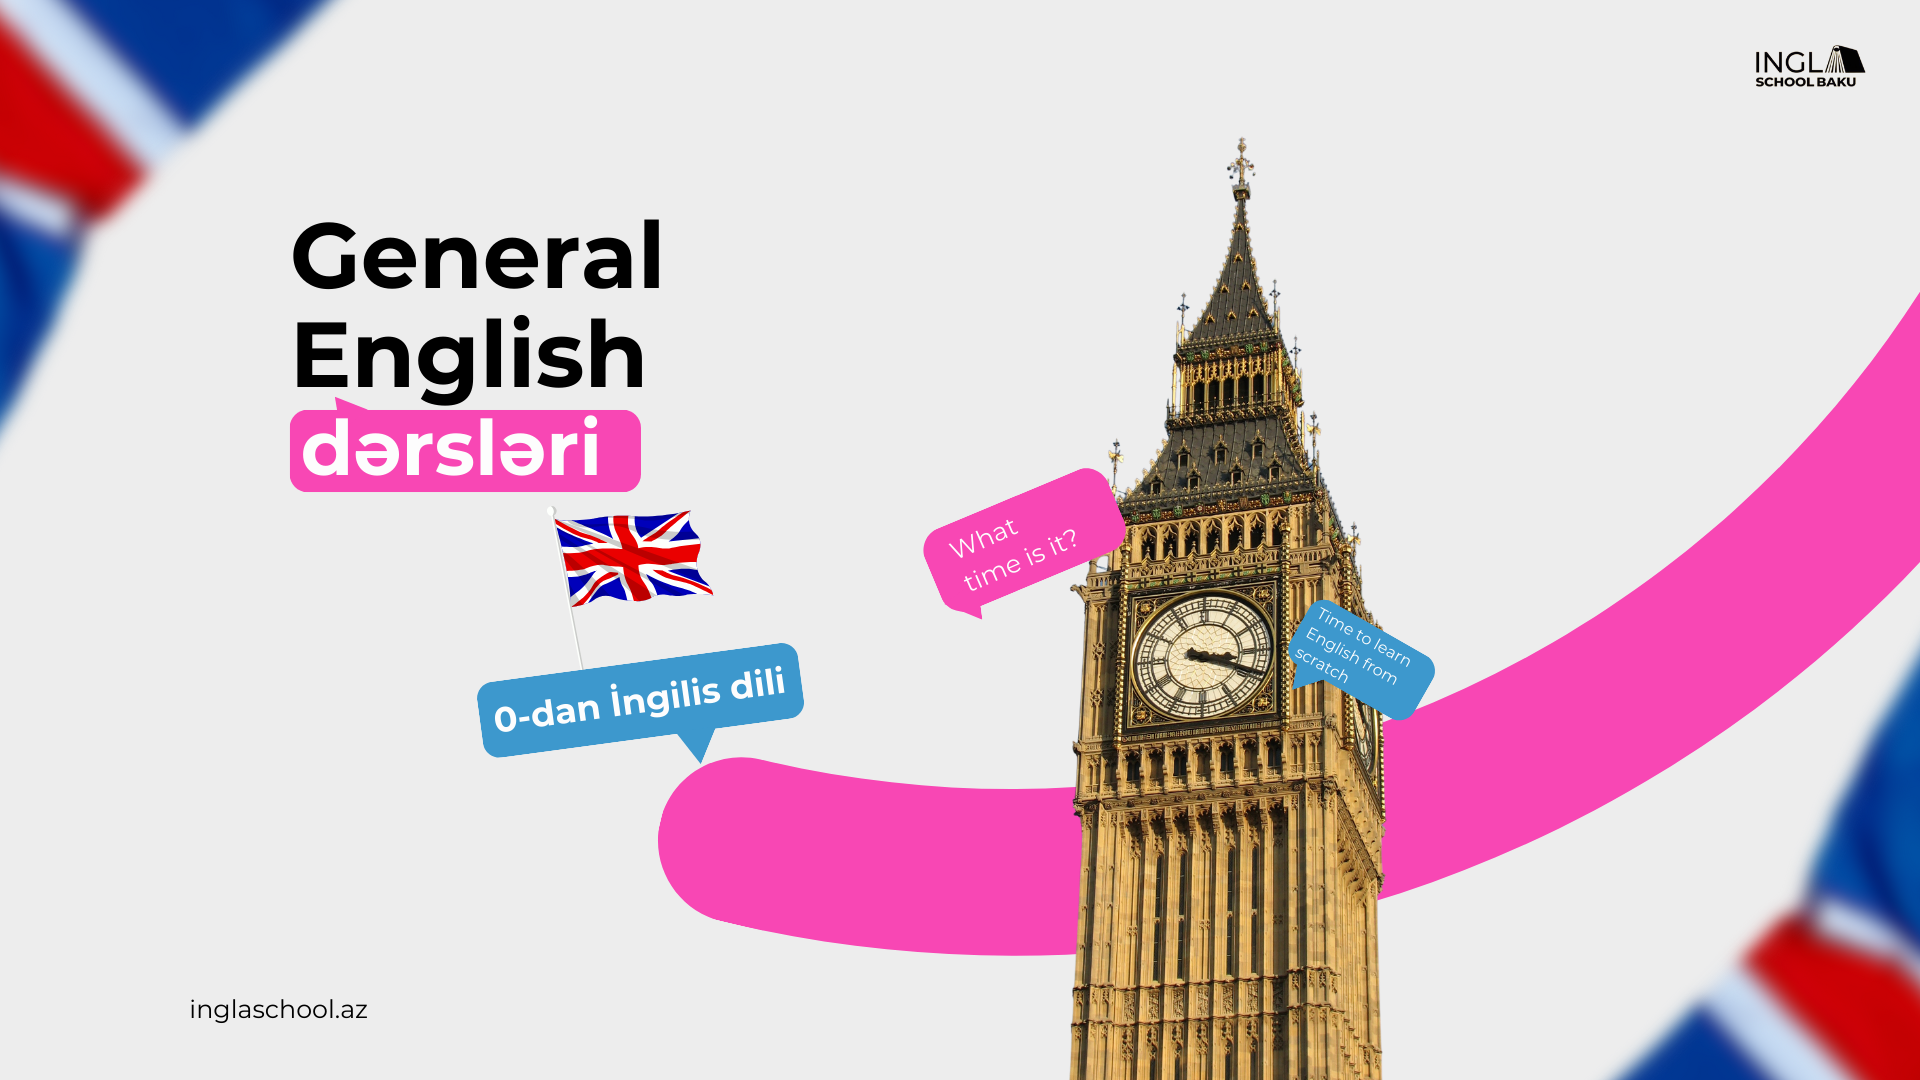 INGLA
SCHOOL BAKU
General
English
dərsləri
What
time is it?
Time to learn
English from
scratch
0-dan İngilis dili
inglaschool.az